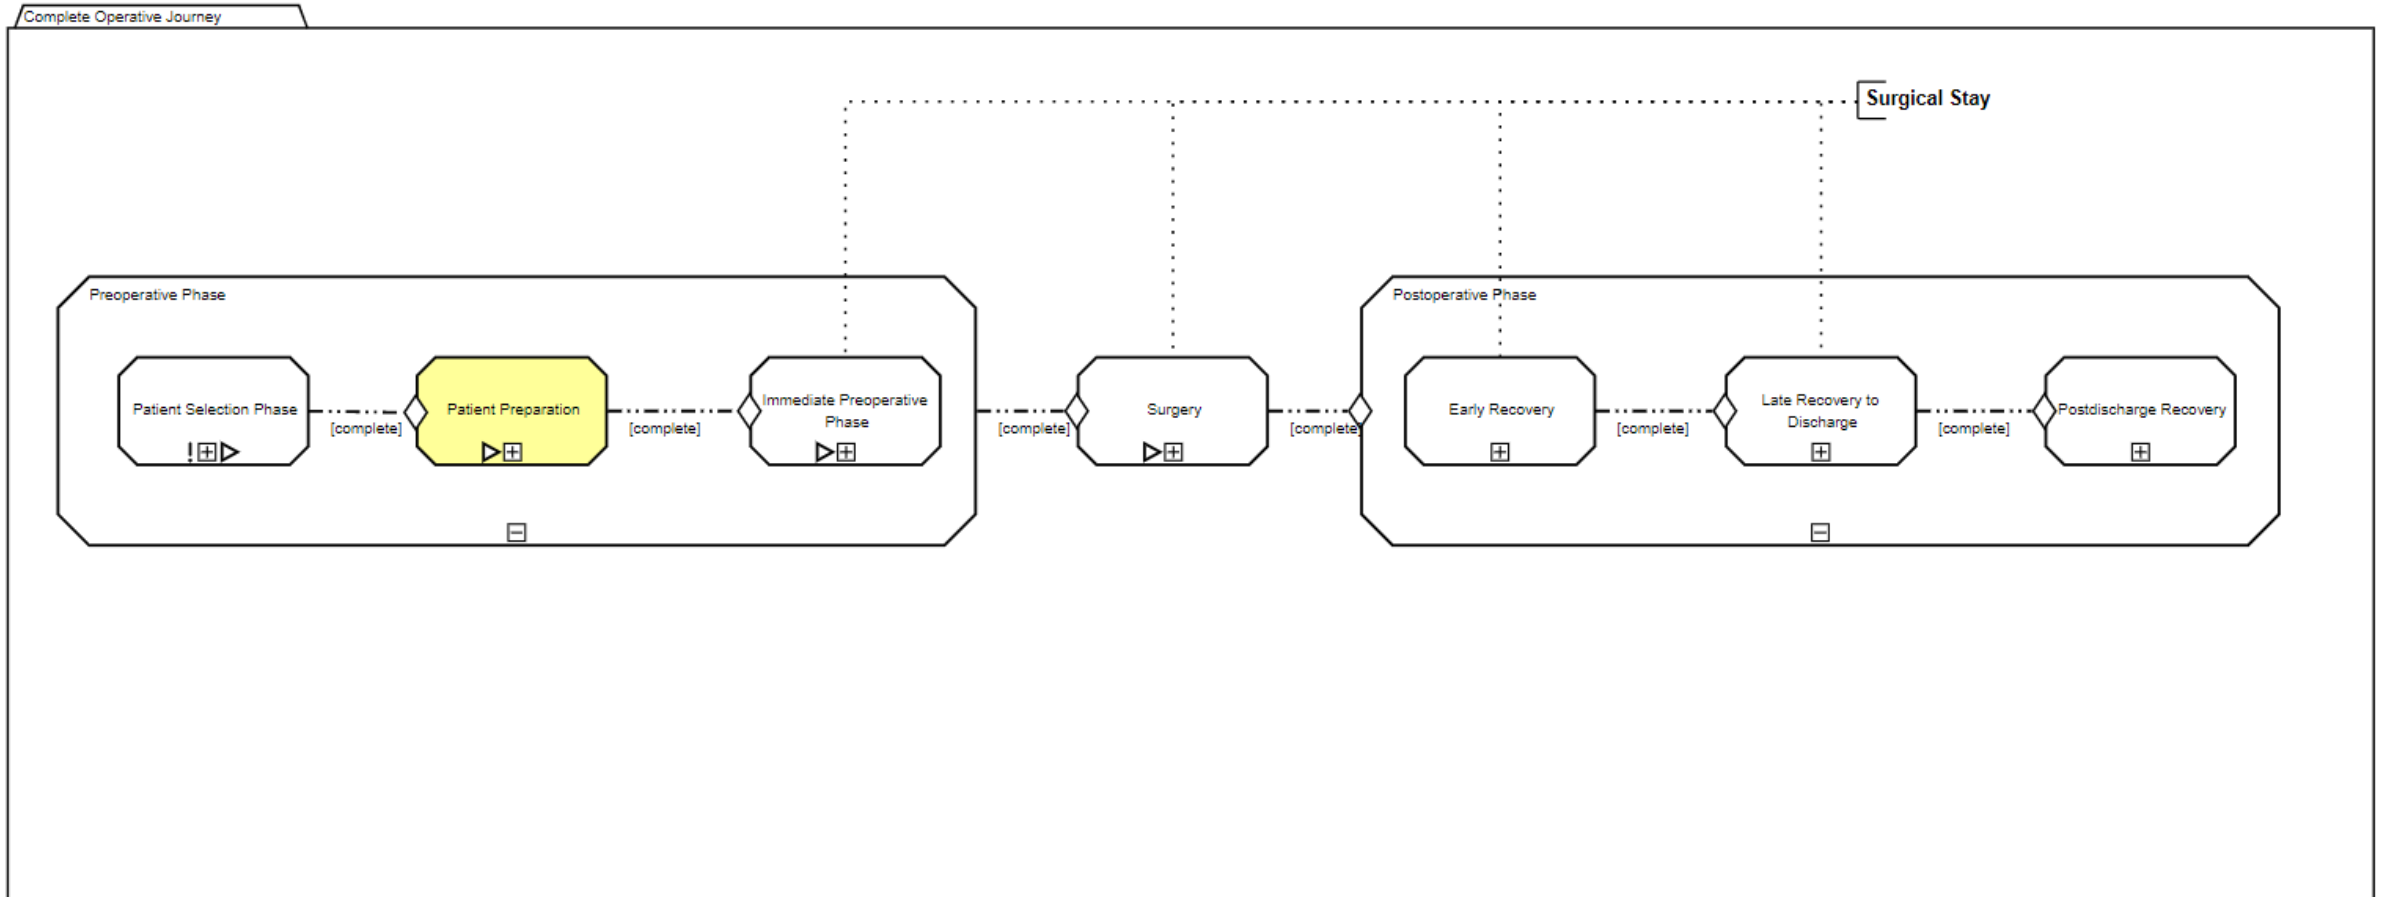 Complete Operative Journey
Surgical Stay
Preoperative Phase
Postoperative Phase
Patient Selection Phase
[complete]
Patient Preparation
[complete]
Immediate Preoperative
Phase
[complete]
Surgery
[complete]
Early Recovery
[complete]
Late Recovery to
Discharge
[complete]
Postdischarge Recovery